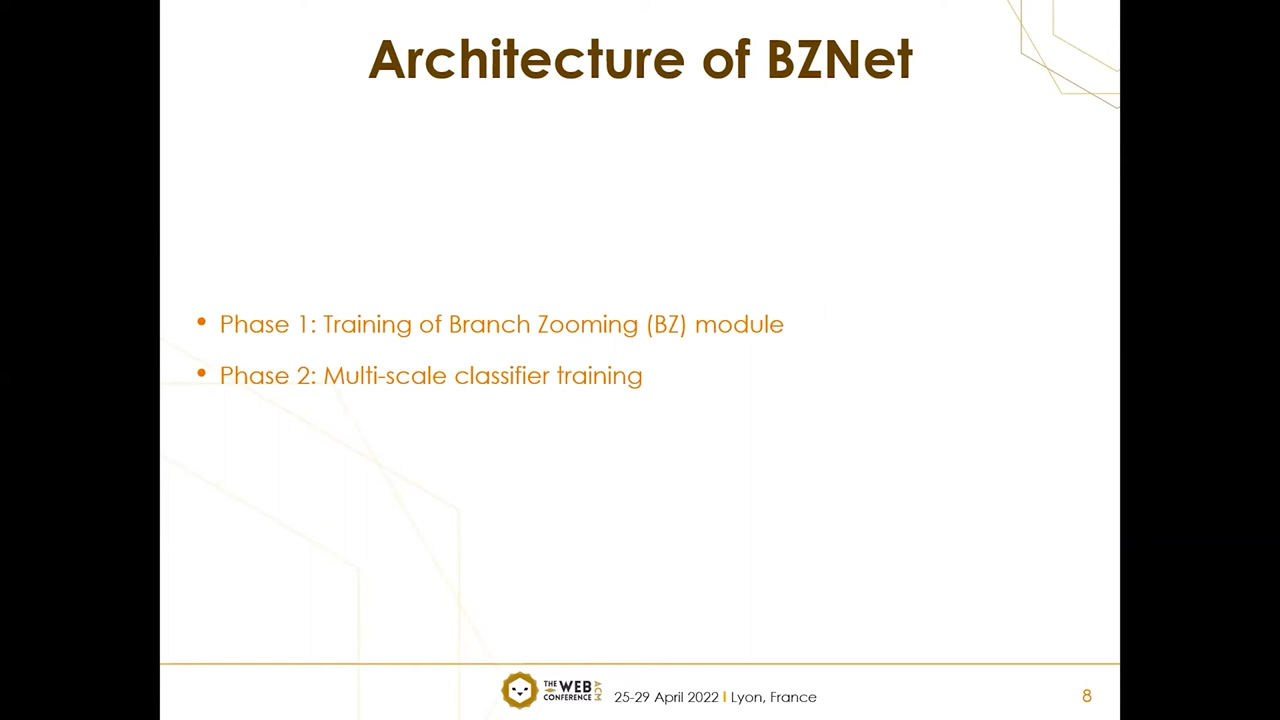 Architecture of BZNet
• Phase 1: Training of Branch Zooming (BZ) module
• Phase 2: Multi-scale classifier training
THE WEB CONFERENCE ACM
25-29 April 2022 I Lyon, France
8